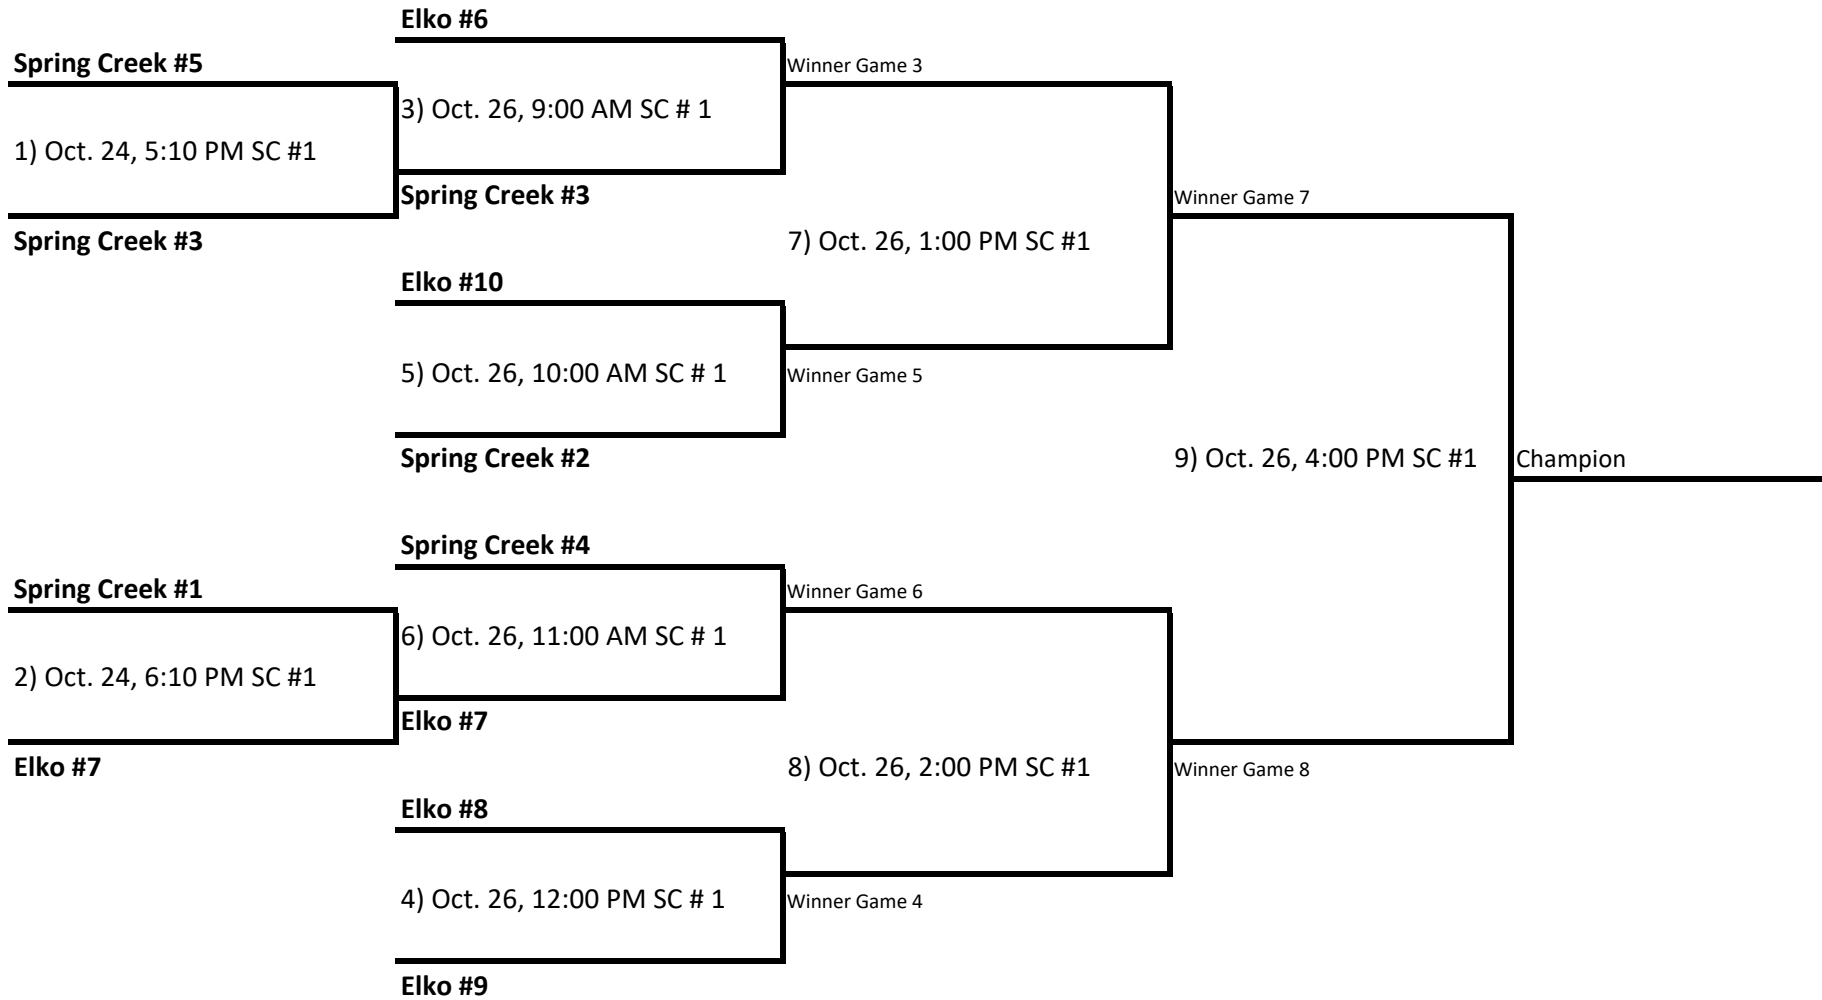 Elko #6
Spring Creek #5
Winner Game 3
3) Oct. 26, 9:00 AM SC # 1
1) Oct. 24, 5:10 PM SC #1
Spring Creek #3
Winner Game 7
Spring Creek #3
7) Oct. 26, 1:00 PM SC #1
Elko #10
5) Oct. 26, 10:00 AM SC # 1
Winner Game 5
Spring Creek #2
9) Oct. 26, 4:00 PM SC #1
Champion
Spring Creek #4
Spring Creek #1
Winner Game 6
6) Oct. 26, 11:00 AM SC # 1
2) Oct. 24, 6:10 PM SC #1
Elko #7
Elko #7
8) Oct. 26, 2:00 PM SC #1
Winner Game 8
Elko #8
4) Oct. 26, 12:00 PM SC # 1
Winner Game 4
Elko #9